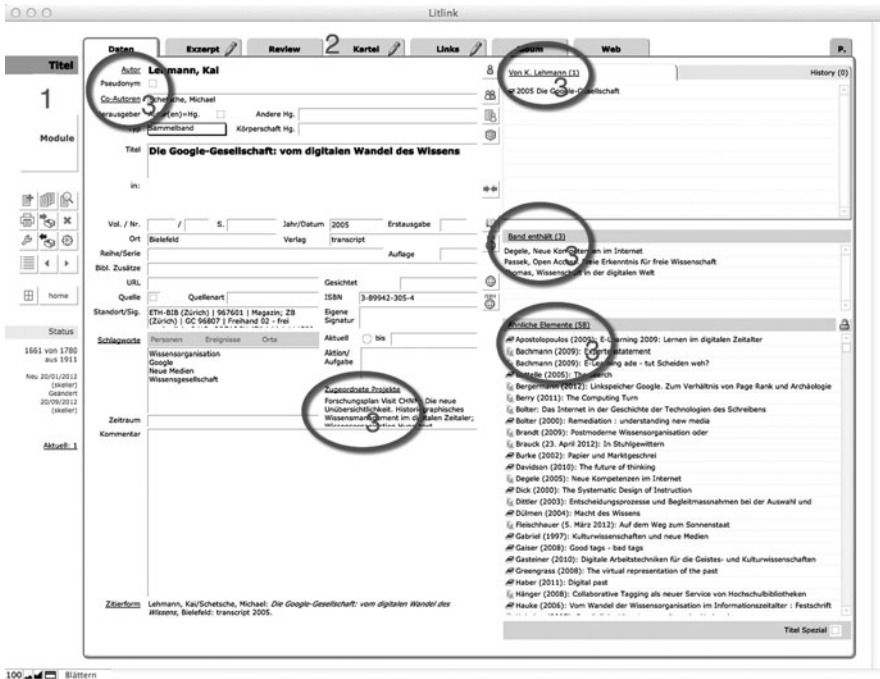 Litlink
Daten Exzerpt Review 2 Kartei Links Web P.
Titel
1
Module
home
Status
1661 von 1780
aus 1911
Neu 20/01/2012
(skeller)
Geändert
20/09/2012
(skeller)
Aktuell: 1
Autor Lehmann, Kai
Pseudonym
3
Co-Autoren Schetsche, Michael
Herausgeber Autor(en)=Hg. Andere Hg.
Typ Sammelband Körperschaft Hg.
Titel Die Google-Gesellschaft: vom digitalen Wandel des Wissens
in:
Vol. / Nr. / S. Jahr/Datum 2005 Erstausgabe
Ort Bielefeld Verlag transcript
Reihe/Serie Auflage
Bibl. Zusätze
URL Gesichtet
Quelle Quellenart ISBN 3-89942-305-4
Standort/Sig. ETH-BIB (Zürich) | 967601 | Magazin; ZB
(Zürich) | GC 96807 | Freihand 02 - frei
Eigene
Signatur
Schlagworte Personen Ereignisse Orte Aktuell bis
Wissensorganisation
Google
Neue Medien
Wissensgesellschaft
Aktion/
Aufgabe
Zugeordnete Projekte
Forschungsplan Visit CHNM; Die neue
Unübersichtlichkeit. Historiographisches
Wissensmanagement im digitalen Zeitaler;
3
Zeitraum
Kommentar
Zitierform Lehmann, Kai/Schetsche, Michael: Die Google-Gesellschaft: vom digitalen Wandel des
Wissens, Bielefeld: transcript 2005.
Von K. Lehmann (1) History (0)
3
2005 Die Google-Gesellschaft
Band enthält (3)
3
Degele, Neue Kompetenzen im Internet
Passek, Open Access. Freie Erkenntnis für freie Wissenschaft
Thomas, Wissenschaft in der digitalen Welt
Ähnliche Elemente (58)
3
Apostolopoulos (2009): E-Learning 2009: Lernen im digitalen Zeitalter
Bachmann (2009): Expertenstatement
Bachmann (2009): E-Learning ade - tut Scheiden weh?
Battelle (2005): The Search
Bergermann (2012): Linkspeicher Google. Zum Verhältnis von Page Rank und Archäologie
Berry (2011): The Computing Turn
Bolter: Das Internet in der Geschichte der Technologien des Schreibens
Bolter (2000): Remediation : understanding new media
Brandt (2009): Postmoderne Wissensorganisation oder
Brauck (23. April 2012): In Stuhlgewittern
Burke (2002): Papier und Marktgeschrei
Davidson (2010): The future of thinking
Degele (2005): Neue Kompetenzen im Internet
Dick (2000): The Systematic Design of Instruction
Dittler (2003): Entscheidungsprozesse und Begleitmassnahmen bei der Auswahl und
Dülmen (2004): Macht des Wissens
Fleischhauer (5. März 2012): Auf dem Weg zum Sonnenstaat
Gabriel (1997): Kulturwissenschaften und neue Medien
Gaiser (2008): Good tags - bad tags
Gasteiner (2010): Digitale Arbeitstechniken für die Geistes- und Kulturwissenschaften
Greengrass (2008): The virtual representation of the past
Haber (2011): Digital past
Hänger (2008): Collaborative Tagging als neuer Service von Hochschulbibliotheken
Hauke (2006): Vom Wandel der Wissensorganisation im Informationszeitalter : Festschrift
Titel Spezial
100 Blättern